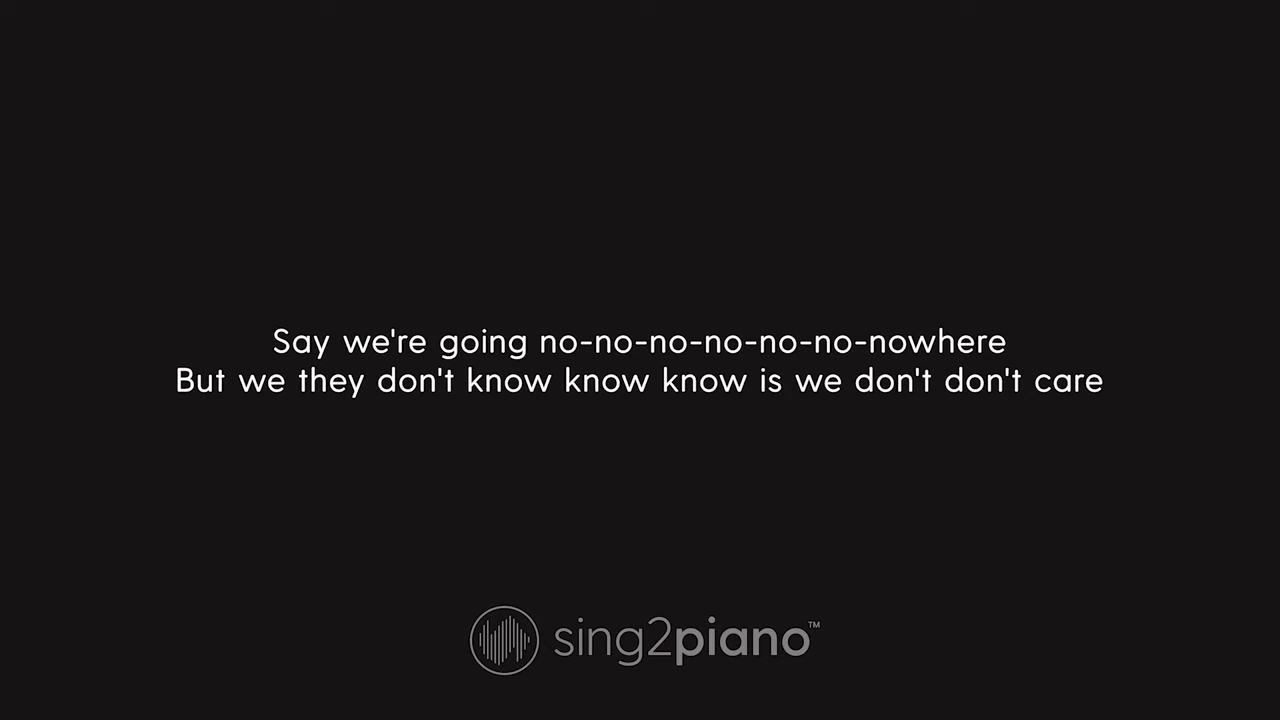 Say we're going no-no-no-no-no-no-nowhere
But we they don't know know know is we don't don't care
sing2piano™